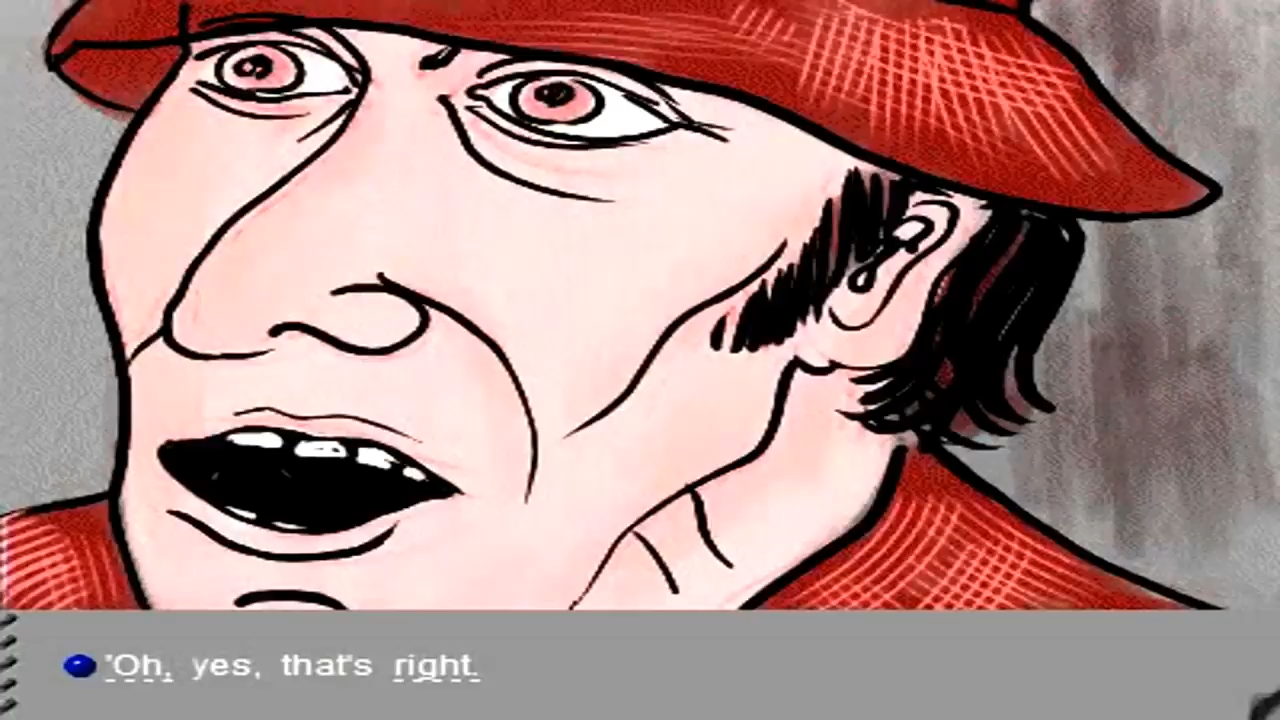 'Oh, yes, that's right.